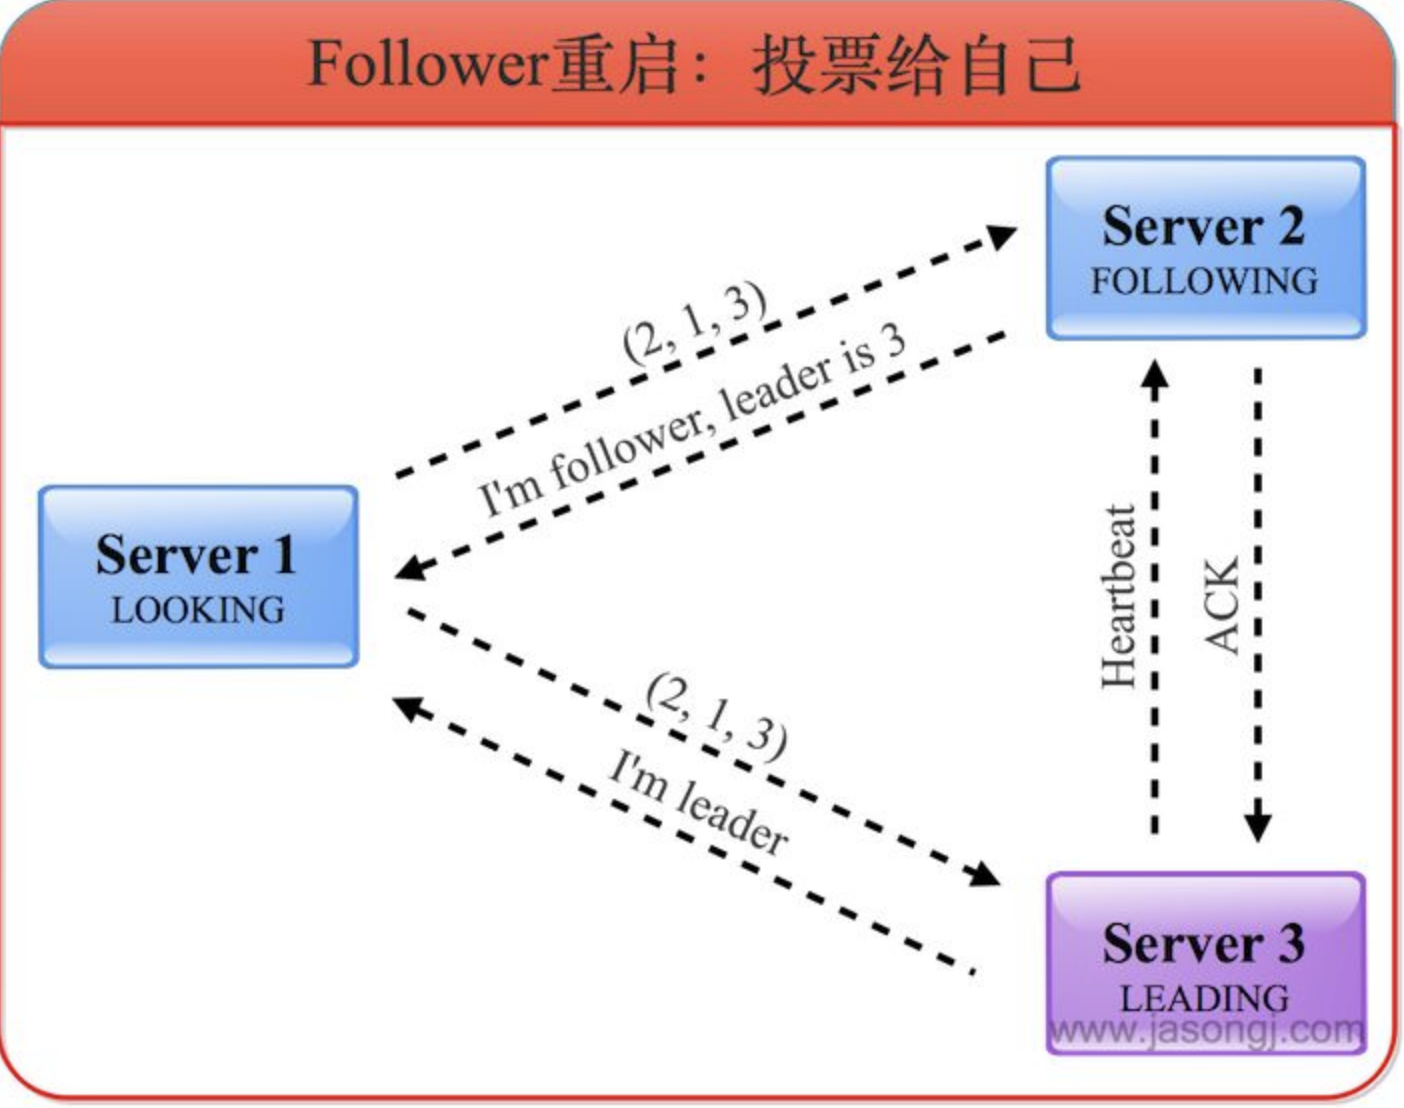 Follower重启：投票给自己
Server 2
FOLLOWING
(2, 1, 3)
I'm follower, leader is 3
Server 1
LOOKING
Heartbeat
ACK
(2, 1, 3)
I'm leader
Server 3
LEADING
www.jasongj.com